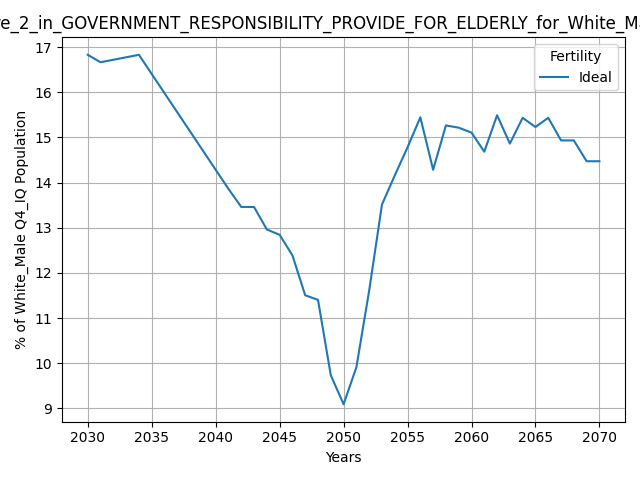 re_2_in_GOVERNMENT_RESPONSIBILITY_PROVIDE_FOR_ELDERLY_for_White_Ma
17
16
15
14
13
12
11
10
9
% of White_Male Q4_IQ Population
Fertility
Ideal
2030 2035 2040 2045 2050 2055 2060 2065 2070
Years